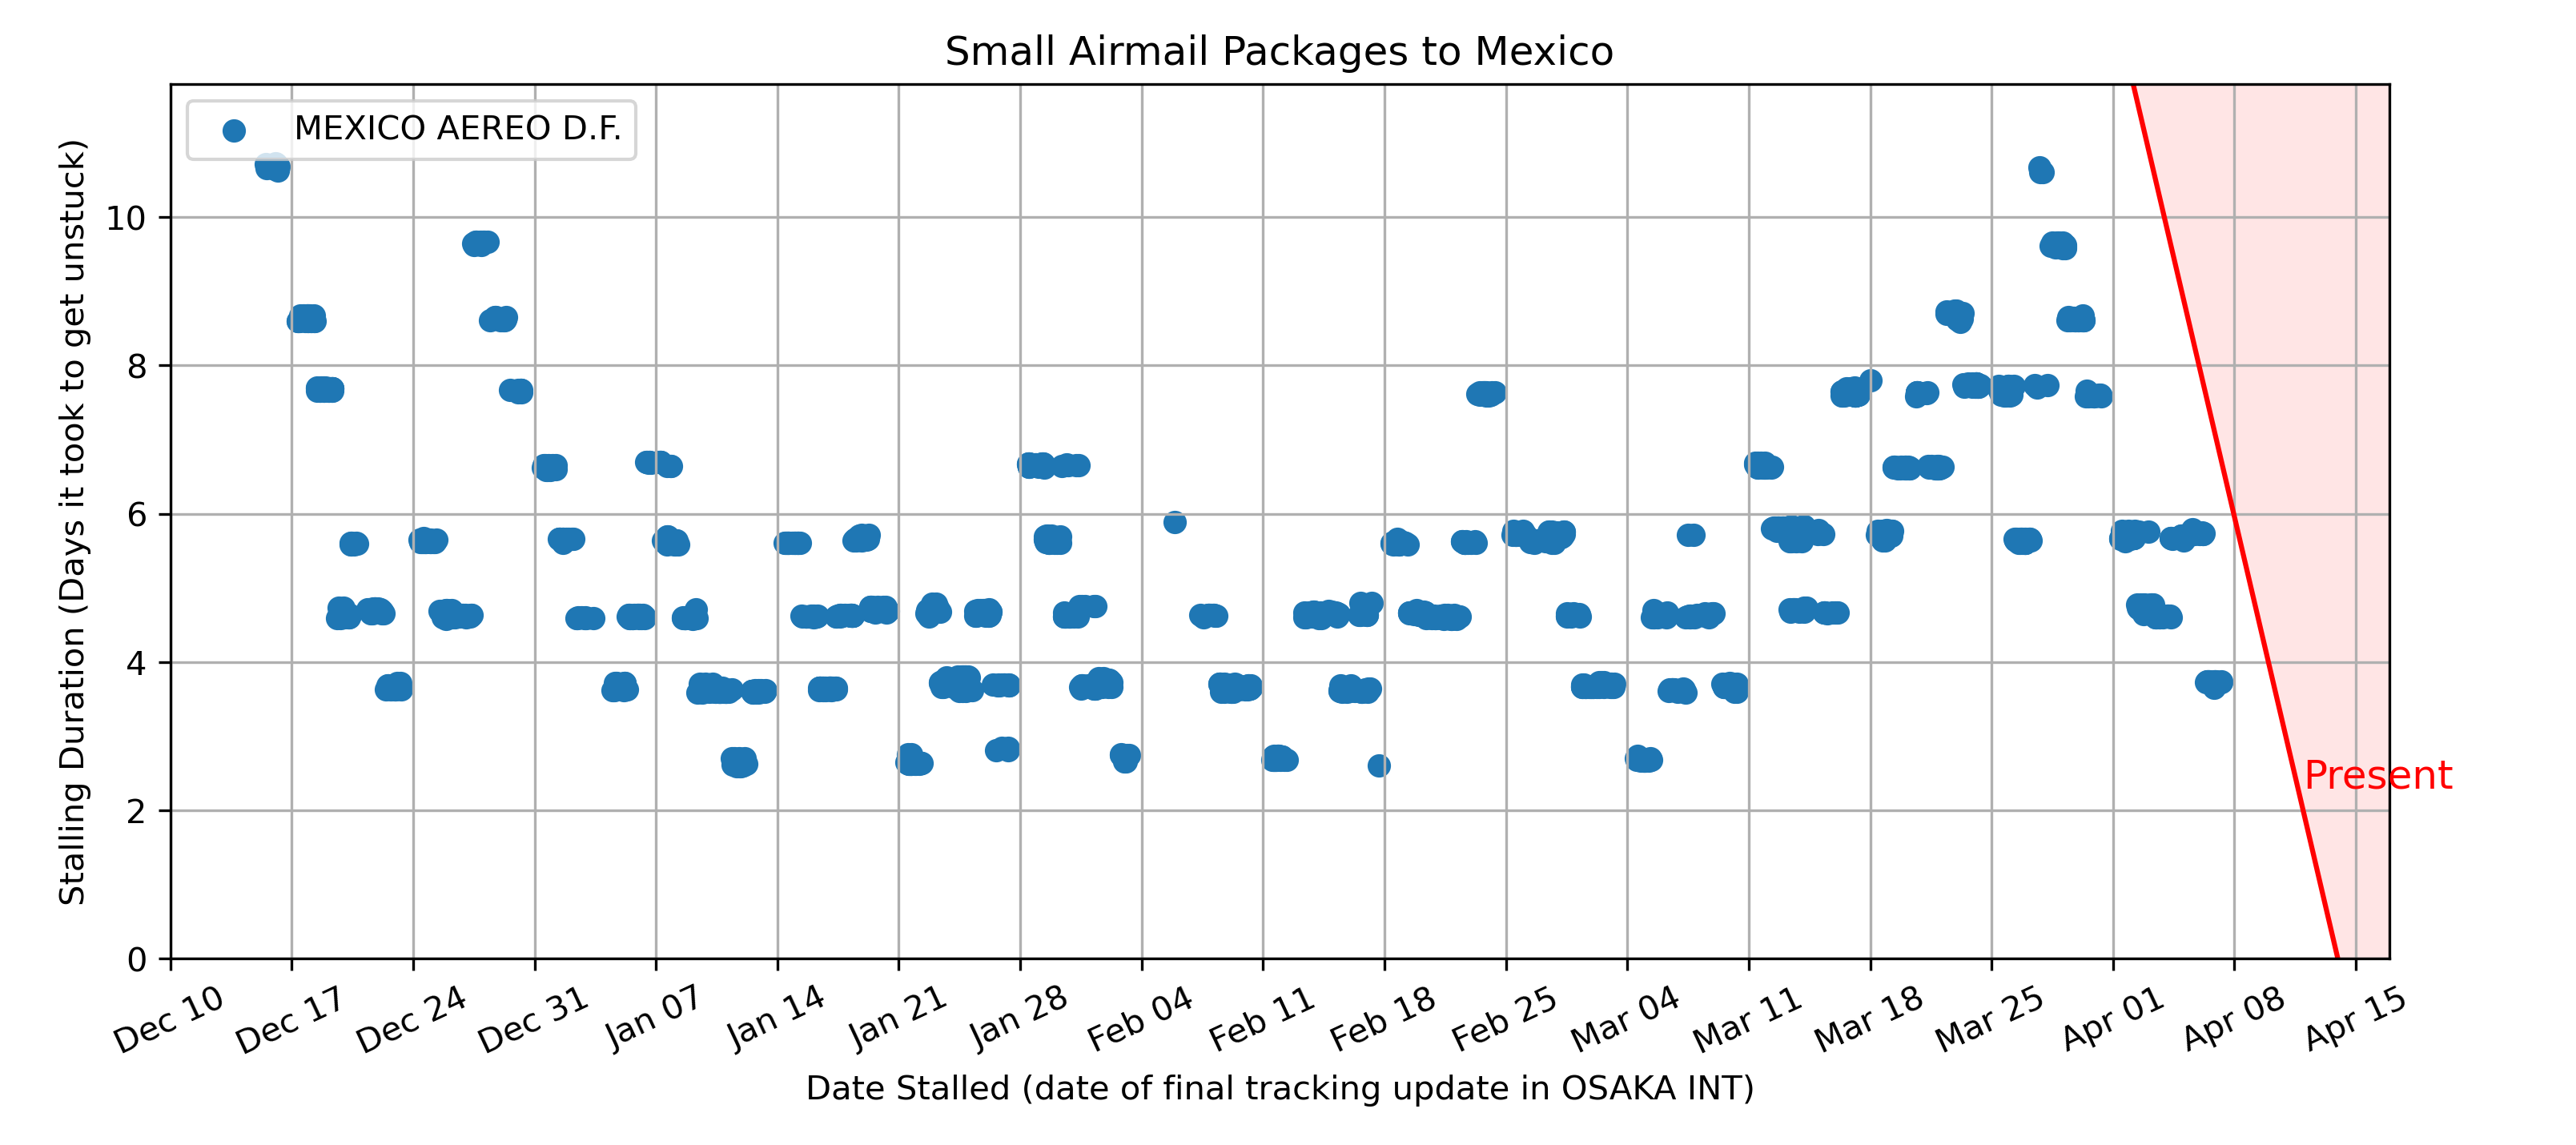 Small Airmail Packages to Mexico
MEXICO AEREO D.F.
Stalling Duration (Days it took to get unstuck)
10
8
6
4
2
0
Present
Dec 10
Dec 17
Dec 24
Dec 31
Jan 07
Jan 14
Jan 21
Jan 28
Feb 04
Feb 11
Feb 18
Feb 25
Mar 04
Mar 11
Mar 18
Mar 25
Apr 01
Apr 08
Apr 15
Date Stalled (date of final tracking update in OSAKA INT)